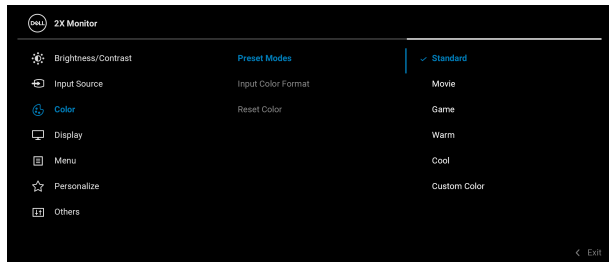 DELL 2X Monitor
Brightness/Contrast Preset Modes Standard
Input Source Input Color Format Movie
Color Reset Color Game
Display Warm
Menu Cool
Personalize Custom Color
Others
Exit